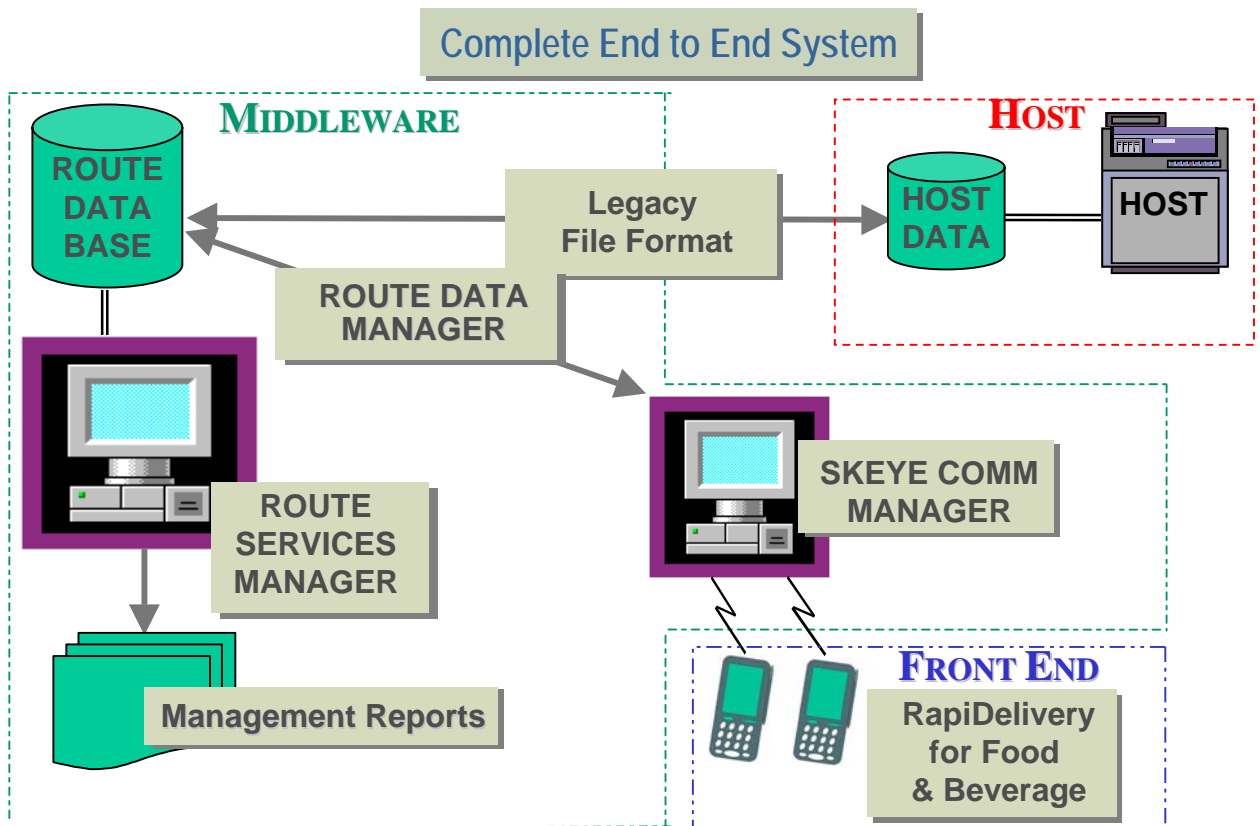 Complete End to End System
MIDDLEWARE
HOST
ROUTE
DATA
BASE
Legacy
File Format
HOST
DATA
HOST
ROUTE DATA
MANAGER
SKEYE COMM
MANAGER
ROUTE
SERVICES
MANAGER
Management Reports
FRONT END
RapiDelivery
for Food
& Beverage